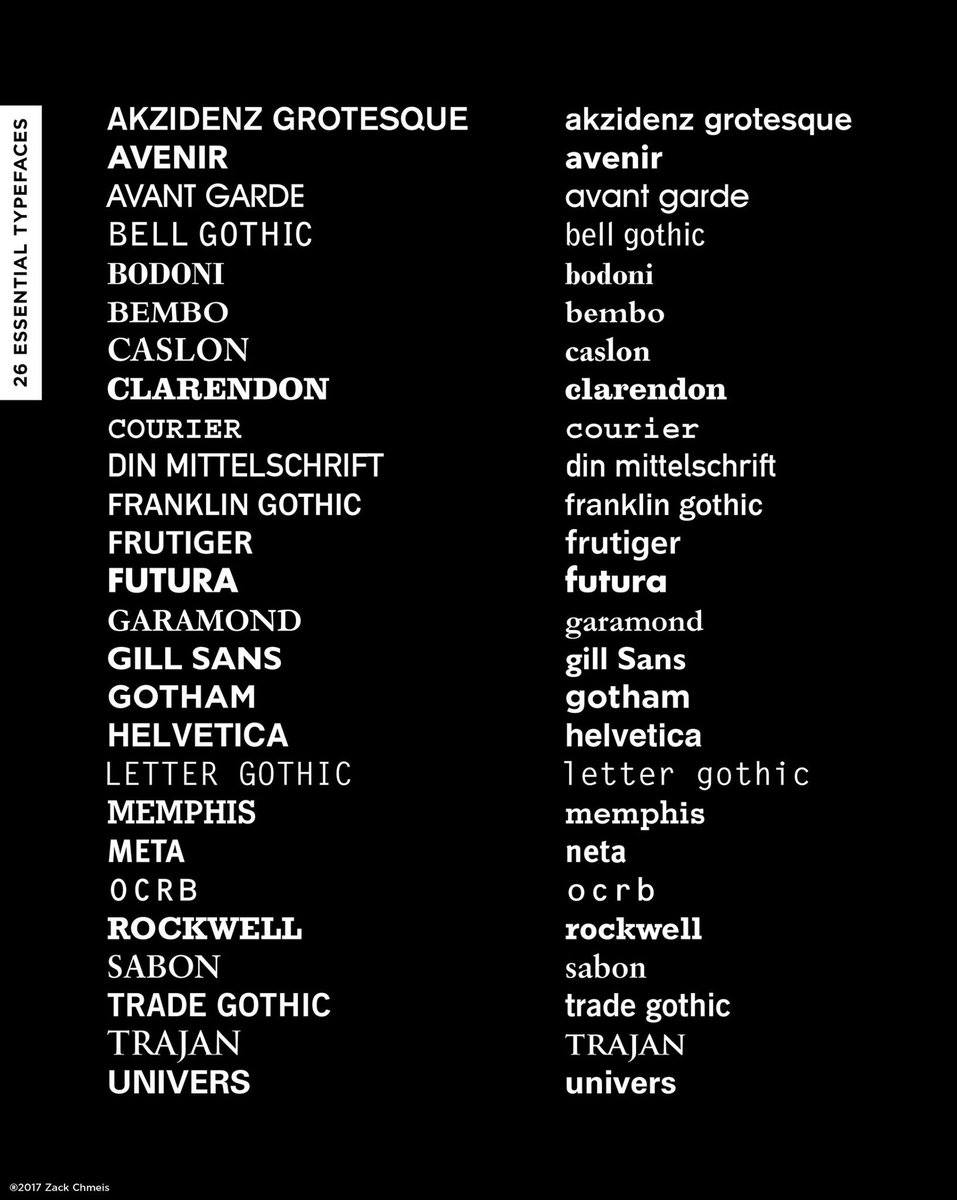 26 ESSENTIAL TYPEFACES
AKZIDENZ GROTESQUE akzidenz grotesque
AVENIR avenir
AVANT GARDE avant garde
BELL GOTHIC bell gothic
BODONI bodoni
BEMBO bembo
CASLON caslon
CLARENDON clarendon
COURIER courier
DIN MITTELSCHRIFT din mittelschrift
FRANKLIN GOTHIC franklin gothic
FRUTIGER frutiger
FUTURA futura
GARAMOND garamond
GILL SANS gill Sans
GOTHAM gotham
HELVETICA helvetica
LETTER GOTHIC letter gothic
MEMPHIS memphis
META neta
OCRB ocrb
ROCKWELL rockwell
SABON sabon
TRADE GOTHIC trade gothic
TRAJAN TRAJAN
UNIVERS univers
®2017 Zack Chmeis